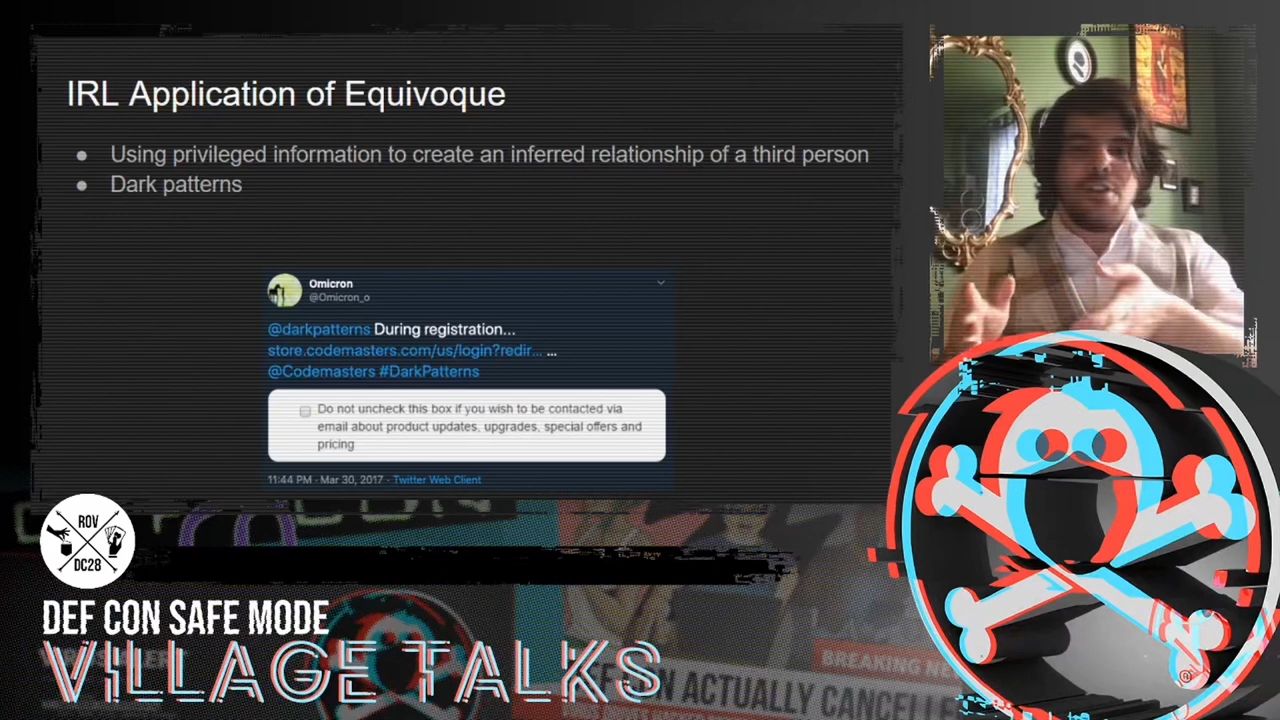 IRL Application of Equivoque
● Using privileged information to create an inferred relationship of a third person
● Dark patterns
Omicron
@Omicron_o
@darkpatterns During registration...
store.codemasters.com/us/login?redir... ...
@Codemasters #DarkPatterns
Do not uncheck this box if you wish to be contacted via
email about product updates, upgrades, special offers and
pricing
11:44 PM · Mar 30, 2017 · Twitter Web Client
ROV
DC28
DEF CON SAFE MODE
VILLAGE TALKS
BREAKING
ACTUALLY
®